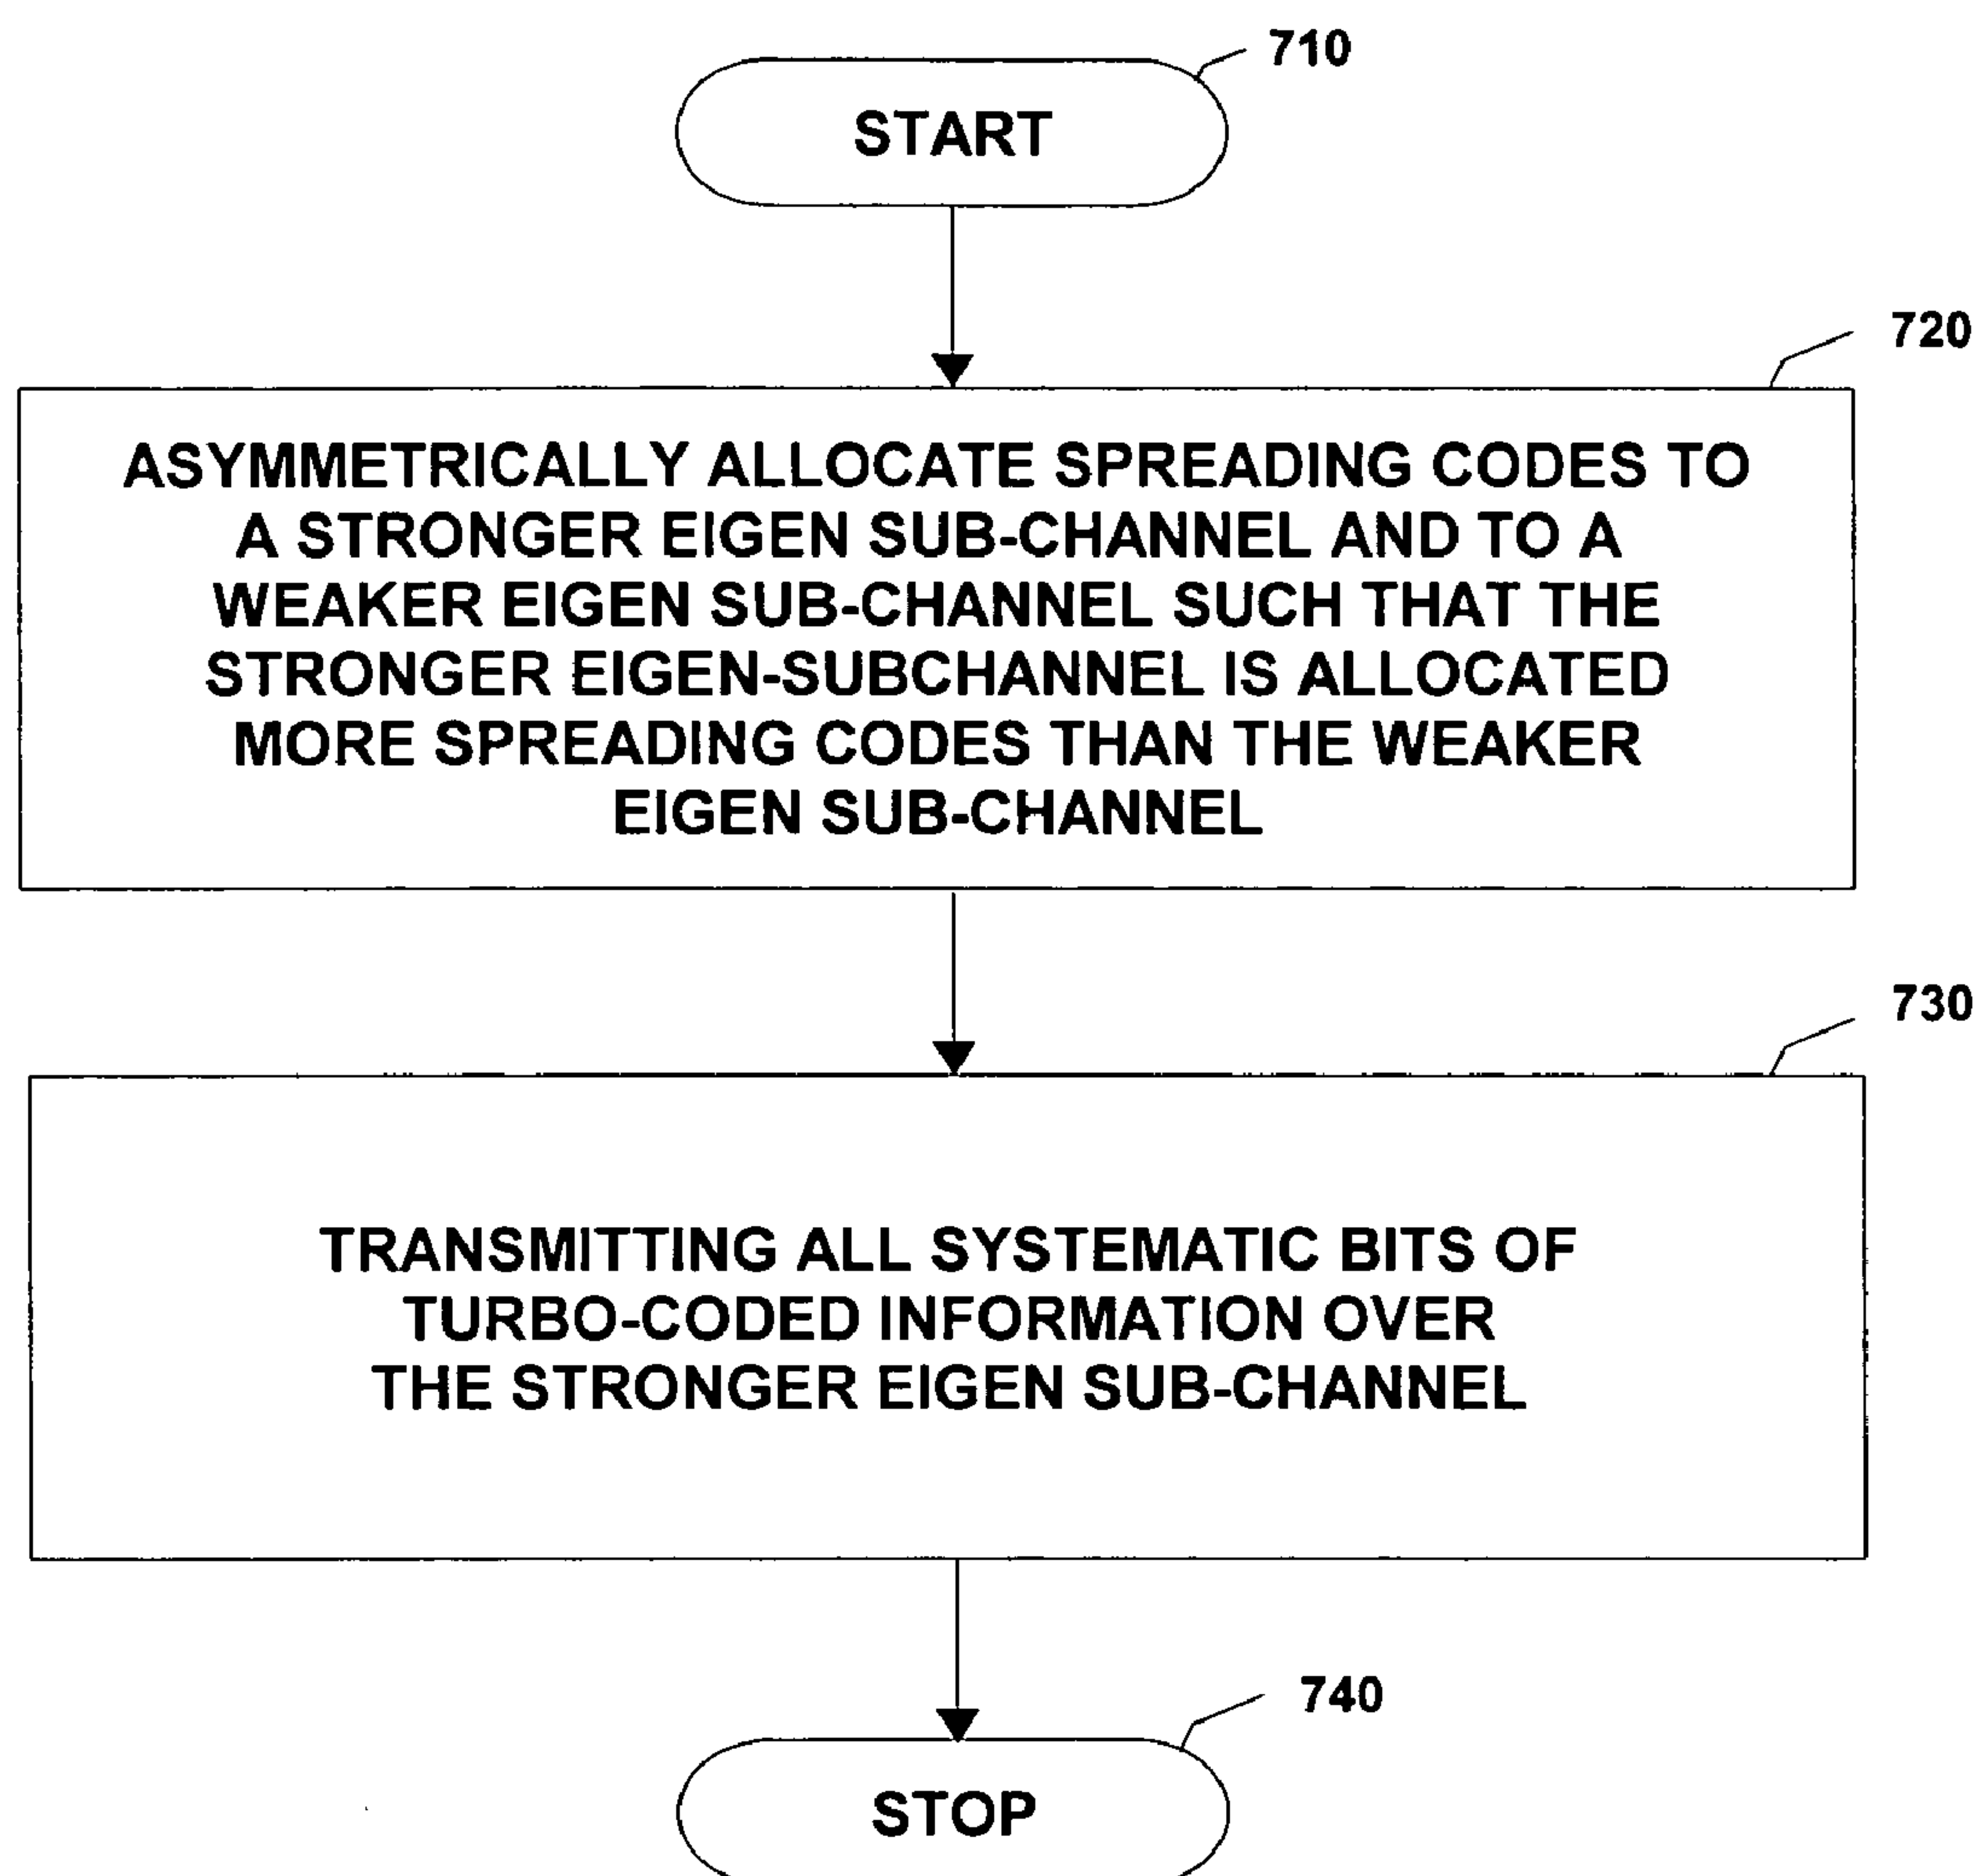 710
START
720
ASYMMETRICALLY ALLOCATE SPREADING CODES TO
A STRONGER EIGEN SUB-CHANNEL AND TO A
WEAKER EIGEN SUB-CHANNEL SUCH THAT THE
STRONGER EIGEN-SUBCHANNEL IS ALLOCATED
MORE SPREADING CODES THAN THE WEAKER
EIGEN SUB-CHANNEL
730
TRANSMITTING ALL SYSTEMATIC BITS OF
TURBO-CODED INFORMATION OVER
THE STRONGER EIGEN SUB-CHANNEL
740
STOP